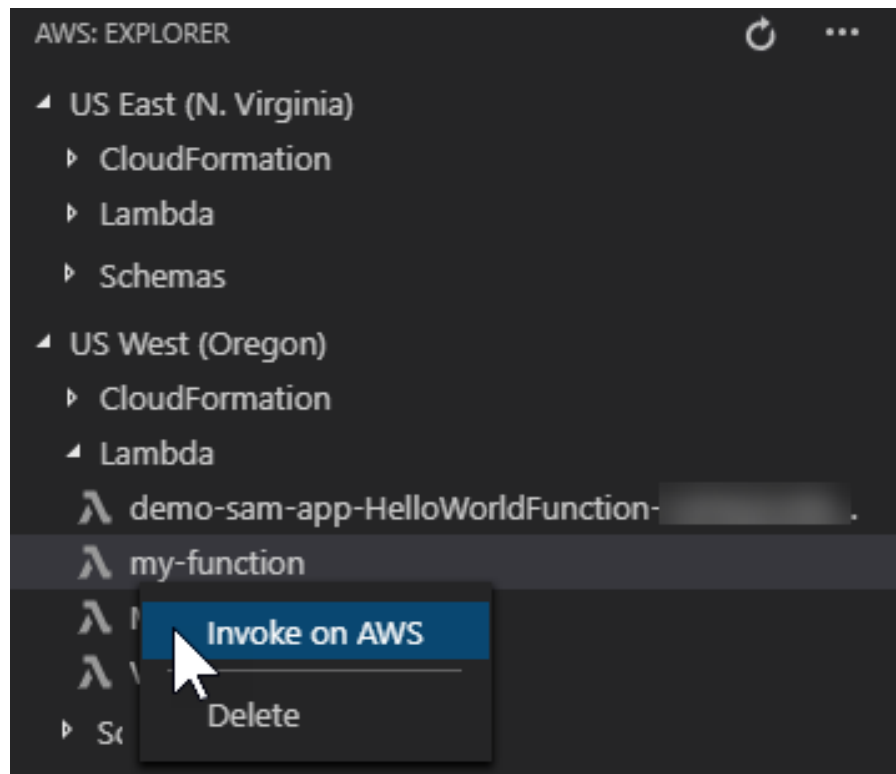 AWS: EXPLORER
US East (N. Virginia)
CloudFormation
Lambda
Schemas
US West (Oregon)
CloudFormation
Lambda
demo-sam-app-HelloWorldFunction- .
my-function
Invoke on AWS
Delete